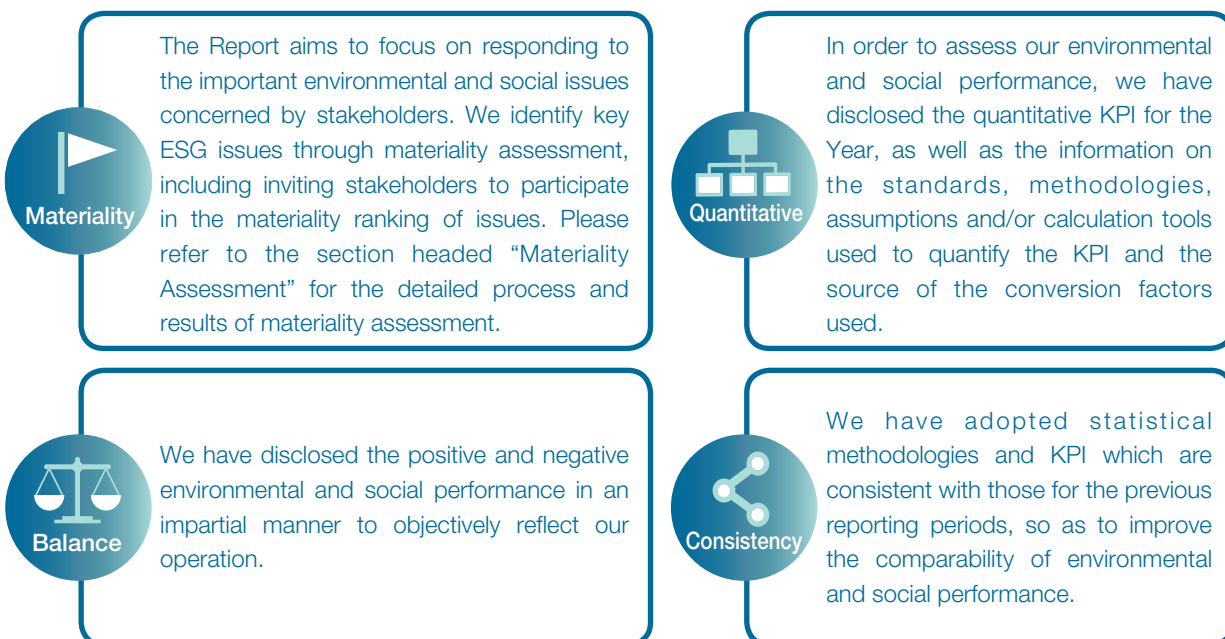 Materiality
The Report aims to focus on responding to
the important environmental and social issues
concerned by stakeholders. We identify key
ESG issues through materiality assessment,
including inviting stakeholders to participate
in the materiality ranking of issues. Please
refer to the section headed “Materiality
Assessment” for the detailed process and
results of materiality assessment.
Quantitative
In order to assess our environmental
and social performance, we have
disclosed the quantitative KPI for the
Year, as well as the information on
the standards, methodologies,
assumptions and/or calculation tools
used to quantify the KPI and the
source of the conversion factors
used.
Balance
We have disclosed the positive and negative
environmental and social performance in an
impartial manner to objectively reflect our
operation.
Consistency
We have adopted statistical
methodologies and KPI which are
consistent with those for the previous
reporting periods, so as to improve
the comparability of environmental
and social performance.